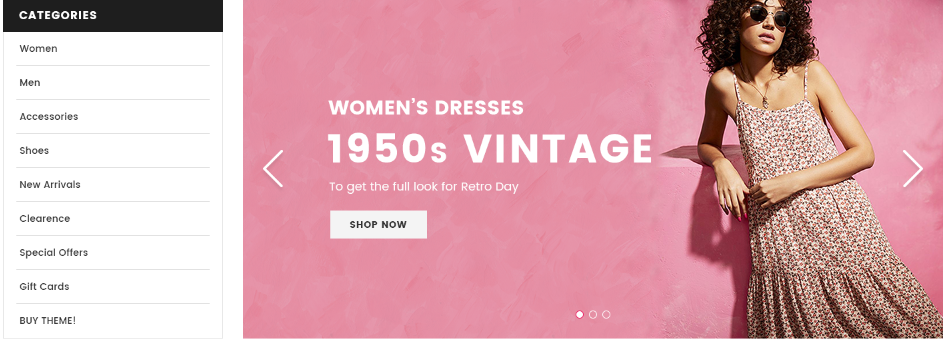 CATEGORIES
Women
Men
Accessories
Shoes
New Arrivals
Clearence
Special Offers
Gift Cards
BUY THEME!
WOMEN'S DRESSES
1950s VINTAGE
To get the full look for Retro Day
SHOP NOW